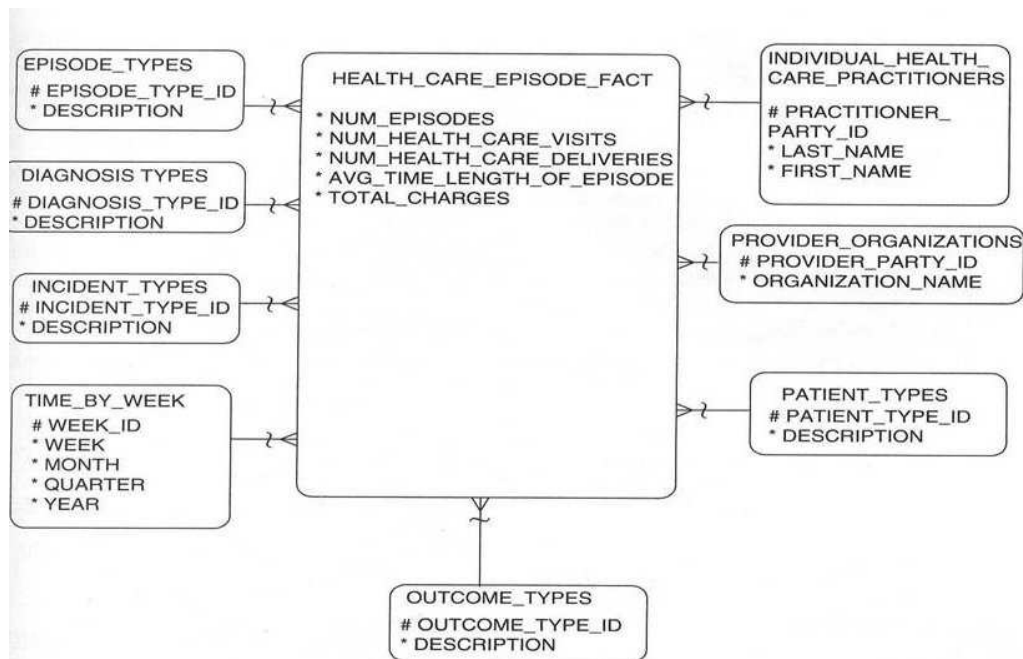 EPISODE_TYPES
# EPISODE_TYPE_ID
* DESCRIPTION
DIAGNOSIS TYPES
# DIAGNOSIS_TYPE_ID
* DESCRIPTION
INCIDENT_TYPES
# INCIDENT_TYPE_ID
* DESCRIPTION
TIME_BY_WEEK
# WEEK_ID
* WEEK
* MONTH
* QUARTER
* YEAR
HEALTH_CARE_EPISODE_FACT
* NUM_EPISODES
* NUM_HEALTH_CARE_VISITS
* NUM_HEALTH_CARE_DELIVERIES
* AVG_TIME_LENGTH_OF_EPISODE
* TOTAL_CHARGES
INDIVIDUAL_HEALTH_
CARE_PRACTITIONERS
# PRACTITIONER_
PARTY_ID
* LAST_NAME
* FIRST_NAME
PROVIDER_ORGANIZATIONS
# PROVIDER_PARTY_ID
* ORGANIZATION_NAME
PATIENT_TYPES
# PATIENT_TYPE_ID
* DESCRIPTION
OUTCOME_TYPES
# OUTCOME_TYPE_ID
* DESCRIPTION